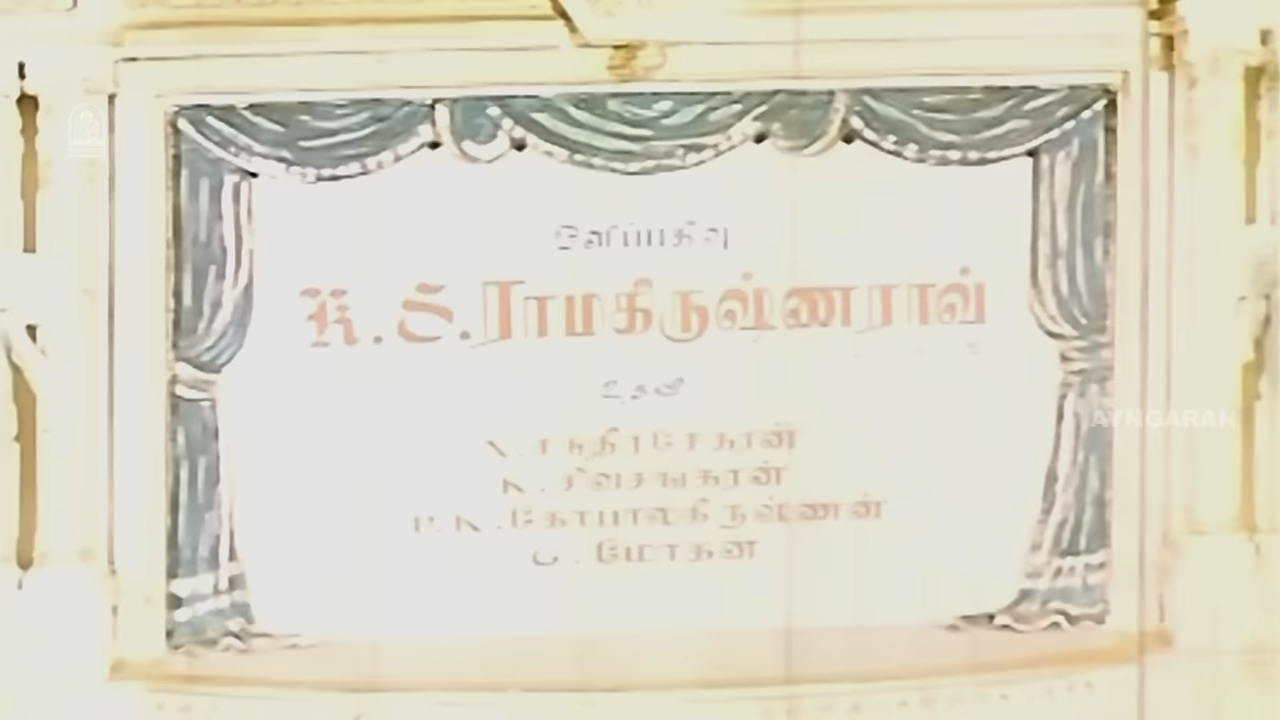 ஒளிப்பதிவு
K.S.ராமகிருஷ்ணராவ்
உதவி
N.சந்திரசேகரன்
K.சிவசங்கரன்
P.K.கோபாலகிருஷ்ணன்
G.மோகன்
AYNGARAN